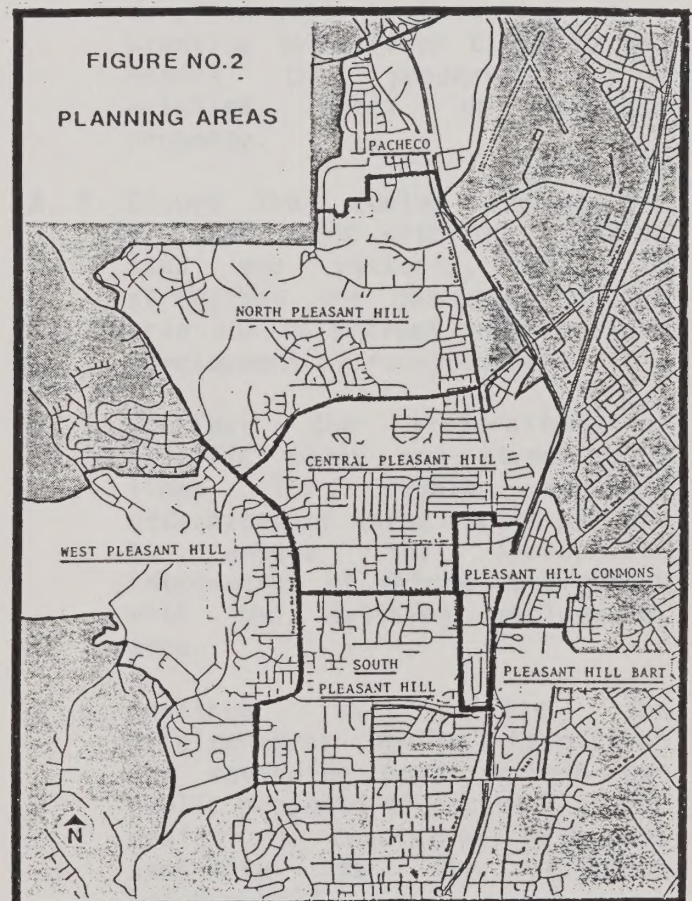 FIGURE NO.2
PLANNING AREAS
PACHECO
NORTH PLEASANT HILL
CENTRAL PLEASANT HILL
WEST PLEASANT HILL
PLEASANT HILL COMMONS
SOUTH
PLEASANT HILL
PLEASANT HILL BART
N